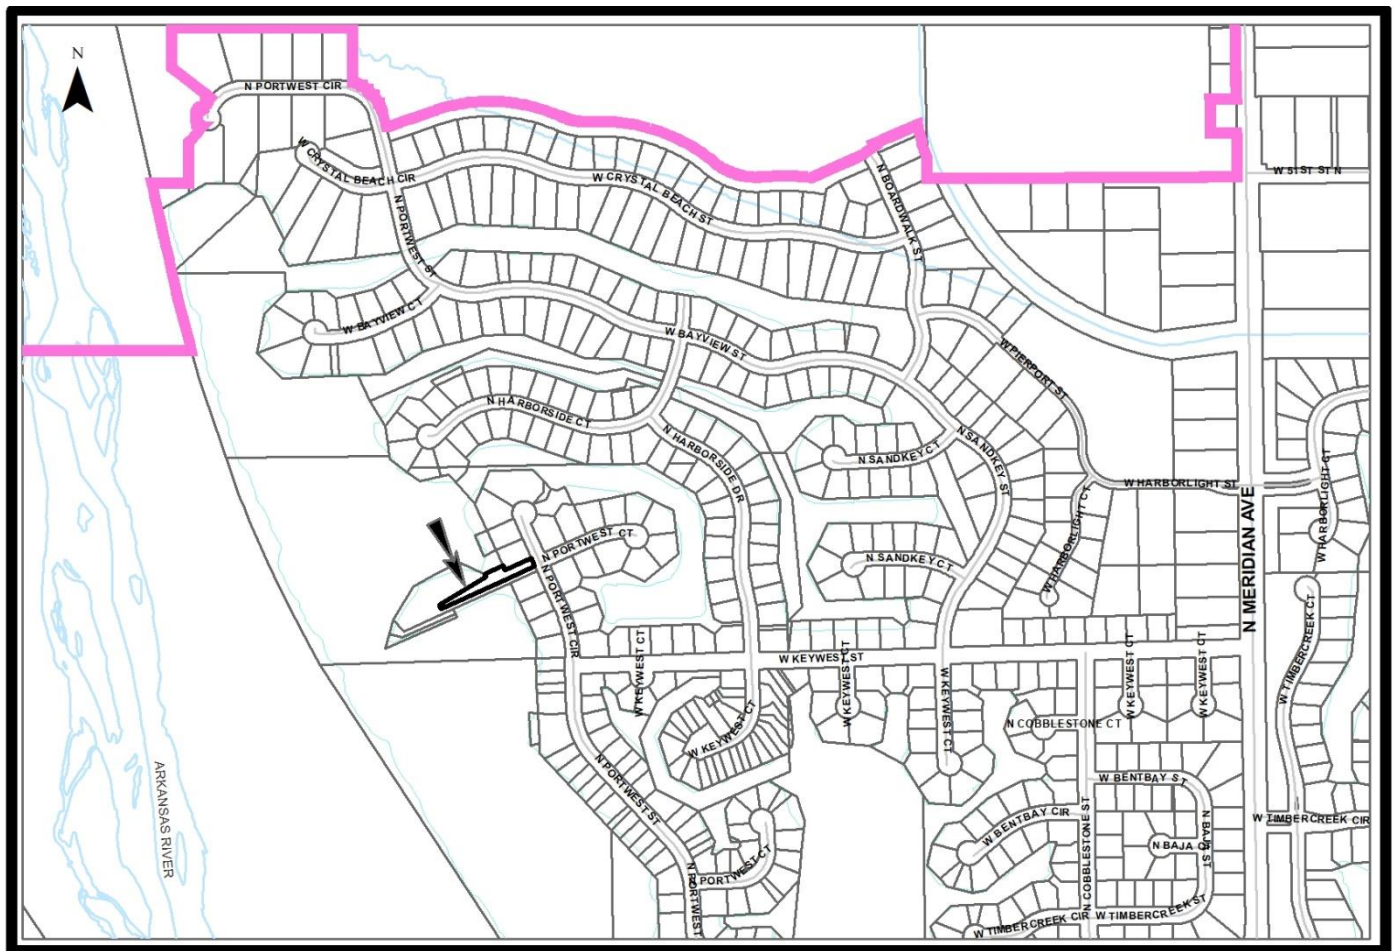 N
N PORTWEST CIR
W CRYSTAL BEACH CIR
W CRYSTAL BEACH ST
N BOARDWALK ST
W 51ST ST N
N PORTWEST ST
W BAYVIEW CT
W BAYVIEW ST
W PIERPORT ST
N HARBORSIDE CT
N HARBORSIDE DR
N SANDKEY CT
N SANDKEY ST
W HARBORLIGHT ST
W HARBORLIGHT CT
W HARBORLIGHT CT
N MERIDIAN AVE
N PORTWEST CT
N SANDKEY CT
N PORTWEST CIR
W KEYWEST ST
W KEYWEST CT
W KEYWEST CT
W KEYWEST CT
W KEYWEST CT
W KEYWEST CT
W KEYWEST CT
W TIMBERCREEK CT
N COBBLESTONE CT
N PORTWEST ST
W BENTBAY ST
W BENTBAY CIR
N COBBLESTONE ST
N BAJA CT
N BAJA ST
W TIMBERCREEK CIR
ARKANSAS RIVER
N PORTWEST CT
N PORTWEST
W TIMBERCREEK CIR
W TIMBERCREEK ST